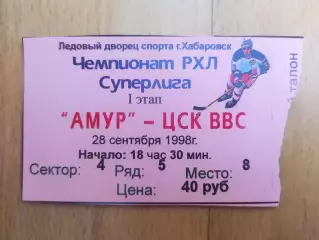 Ледовый дворец спорта г.Хабаровск
Чемпионат РХЛ
Суперлига
I этап
"АМУР" – ЦСК ВВС
28 сентября 1998г.
Начало: 18 час 30 мин.
Сектор: 4 Ряд: 5 Место: 8
Цена: 40 руб
талон